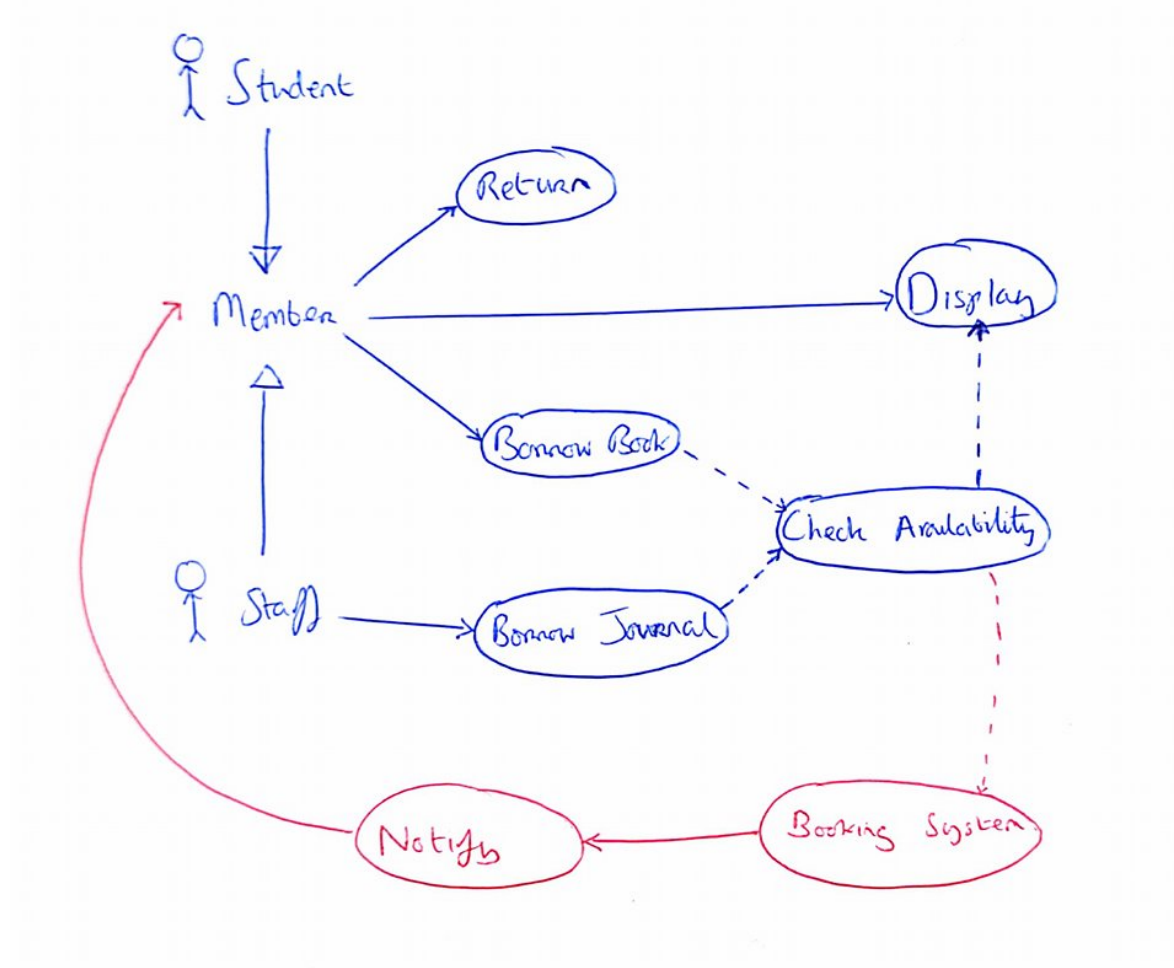 Student
Return
Member
Display
Borrow Book
Check Availability
Staff
Borrow Journal
Notify
Booking System